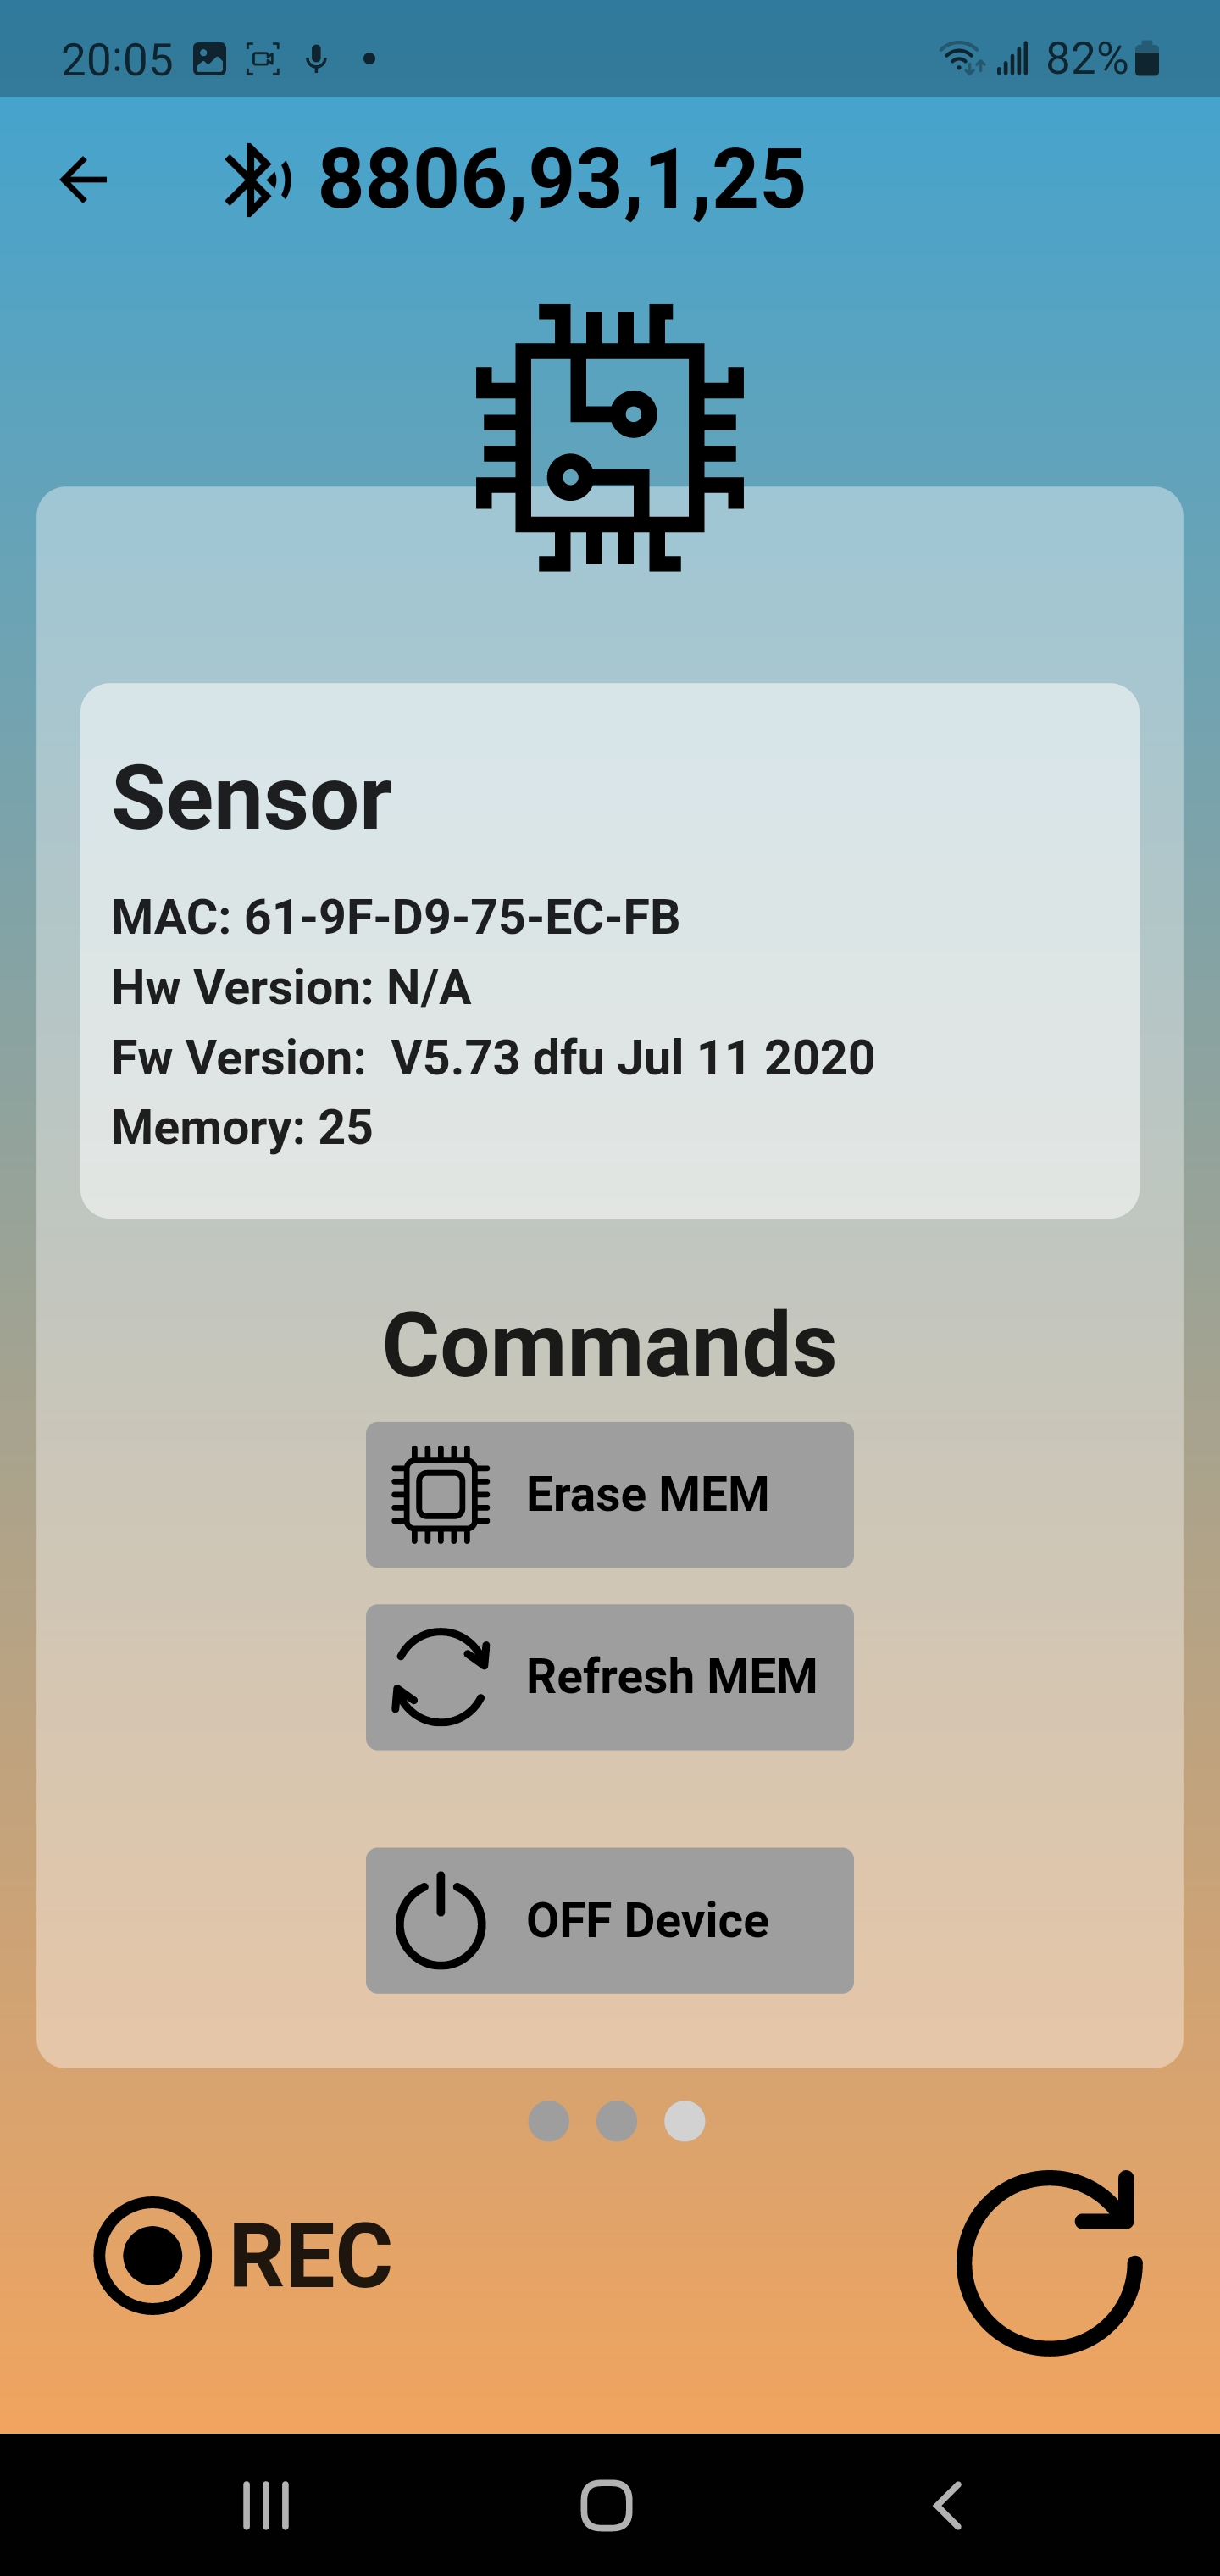 20:05 82%
8806,93,1,25
Sensor
MAC: 61-9F-D9-75-EC-FB
Hw Version: N/A
Fw Version:  V5.73 dfu Jul 11 2020
Memory: 25
Commands
Erase MEM
Refresh MEM
OFF Device
REC